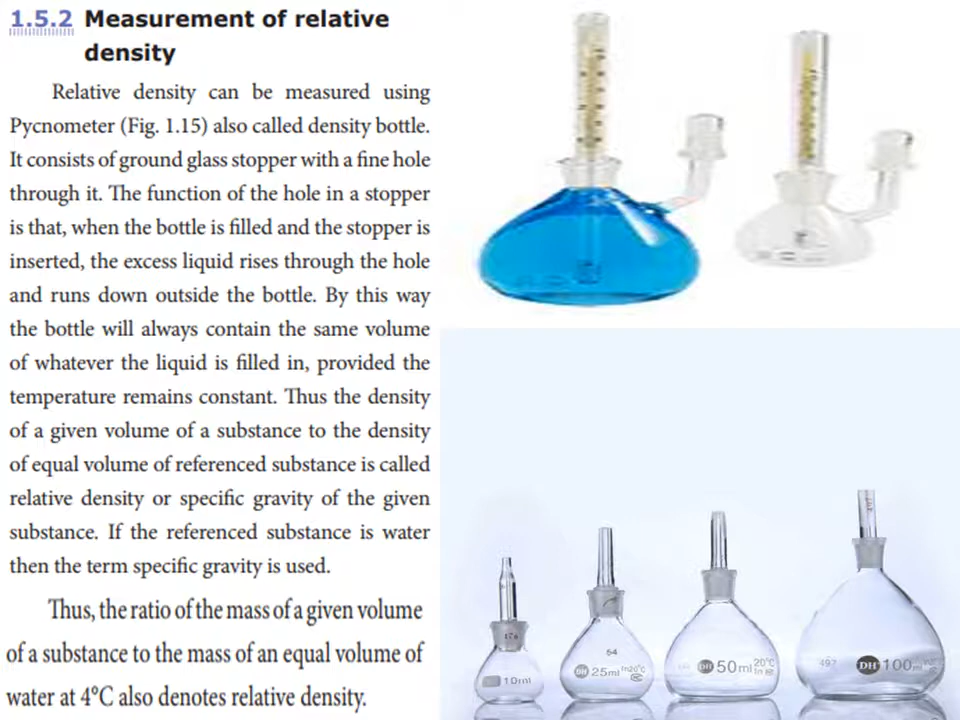 1.5.2 Measurement of relative
density
Relative density can be measured using
Pycnometer (Fig. 1.15) also called density bottle.
It consists of ground glass stopper with a fine hole
through it. The function of the hole in a stopper
is that, when the bottle is filled and the stopper is
inserted, the excess liquid rises through the hole
and runs down outside the bottle. By this way
the bottle will always contain the same volume
of whatever the liquid is filled in, provided the
temperature remains constant. Thus the density
of a given volume of a substance to the density
of equal volume of referenced substance is called
relative density or specific gravity of the given
substance. If the referenced substance is water
then the term specific gravity is used.
Thus, the ratio of the mass of a given volume
of a substance to the mass of an equal volume of
water at 4°C also denotes relative density.
10ml
64
DH 25ml In20°C
DH 50ml 20°C
497 DH 100ml